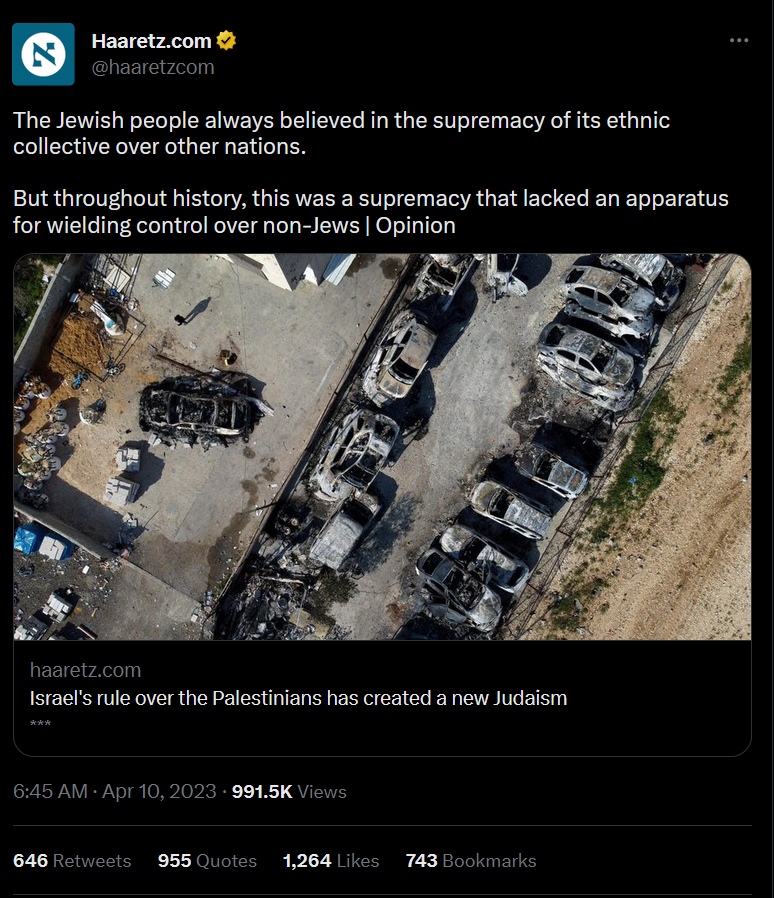 Haaretz.com
@haaretzcom
The Jewish people always believed in the supremacy of its ethnic
collective over other nations.
But throughout history, this was a supremacy that lacked an apparatus
for wielding control over non-Jews | Opinion
haaretz.com
Israel's rule over the Palestinians has created a new Judaism
***
6:45 AM · Apr 10, 2023 · 991.5K Views
646 Retweets 955 Quotes 1,264 Likes 743 Bookmarks